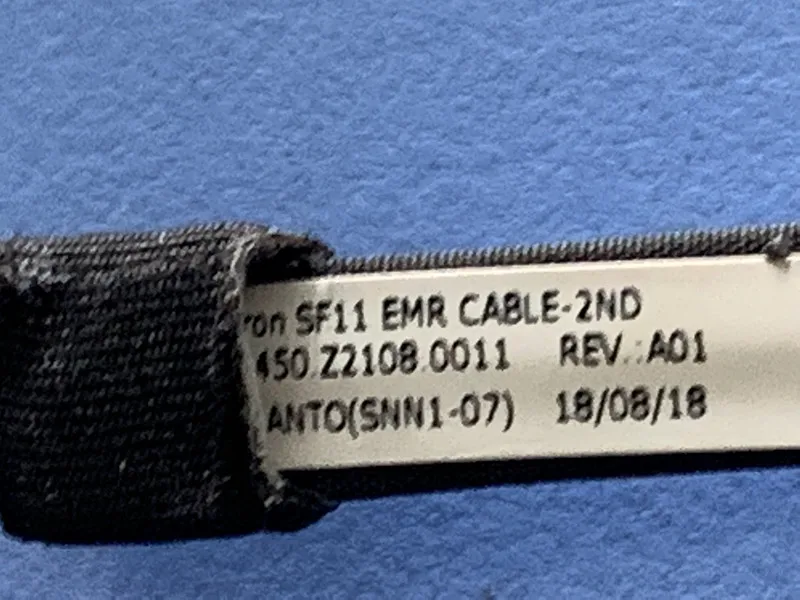 ron SF11 EMR CABLE-2ND
450.Z2108.0011 REV.:A01
ANTO(SNN1-07) 18/08/18